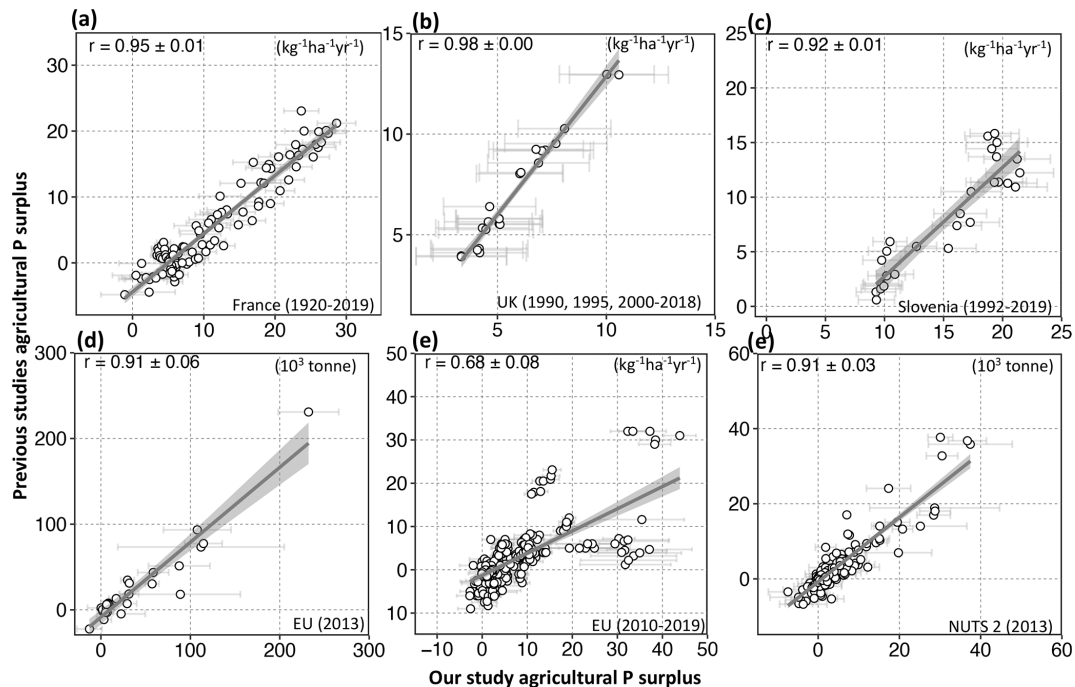 (a)
r = 0.95 ± 0.01
(kg⁻¹ha⁻¹yr⁻¹)
30
20
10
0
0
10
20
30
France (1920-2019)
(b)
r = 0.98 ± 0.00
(kg⁻¹ha⁻¹yr⁻¹)
15
10
5
5
10
15
UK (1990, 1995, 2000-2018)
(c)
r = 0.92 ± 0.01
(kg⁻¹ha⁻¹yr⁻¹)
25
20
15
10
5
0
0
5
10
15
20
25
Slovenia (1992-2019)
Previous studies agricultural P surplus
(d)
r = 0.91 ± 0.06
(10³ tonne)
300
200
100
0
0
100
200
300
EU (2013)
(e)
r = 0.68 ± 0.08
(kg⁻¹ha⁻¹yr⁻¹)
50
40
30
20
10
0
10
−10
0
10
20
30
40
50
EU (2010-2019)
(e)
r = 0.91 ± 0.03
(10³ tonne)
60
40
20
0
0
20
40
60
NUTS 2 (2013)
Our study agricultural P surplus